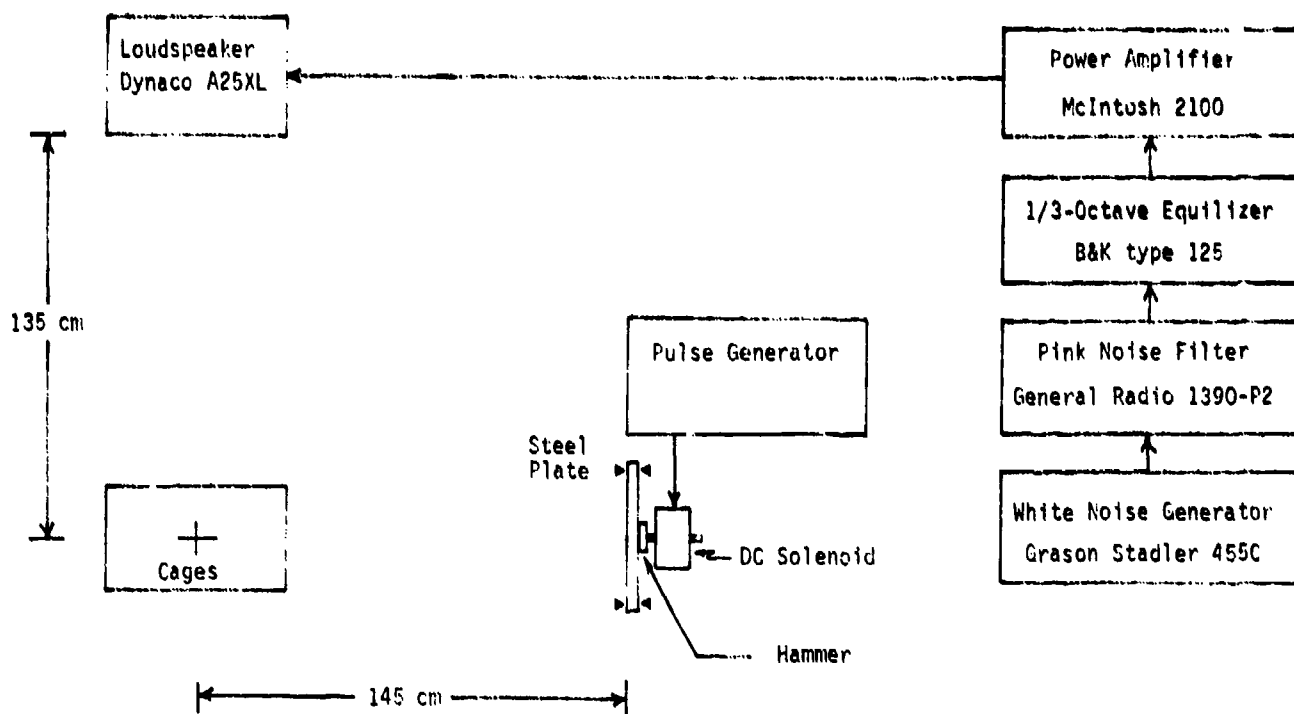 Loudspeaker
Dynaco A25XL
Power Amplifier
McIntosh 2100
1/3-Octave Equilizer
B&K type 125
135 cm
Pulse Generator
Pink Noise Filter
General Radio 1390-P2
Steel
Plate
White Noise Generator
Grason Stadler 455C
DC Solenoid
Cages
Hammer
145 cm